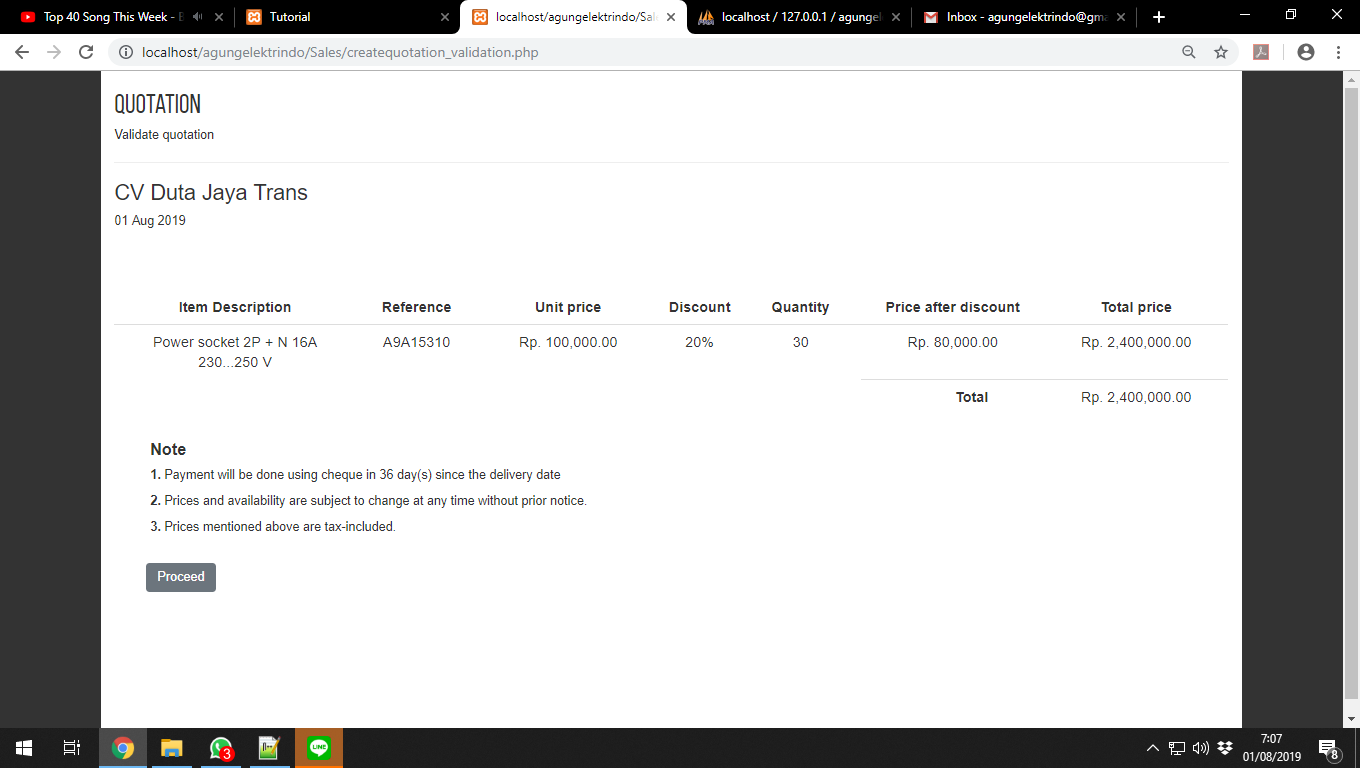 Top 40 Song This Week -
Tutorial
localhost/agungelektrindo/Sal
localhost / 127.0.0.1 / agungel
Inbox - agungelektrindo@gma
localhost/agungelektrindo/Sales/createquotation_validation.php
QUOTATION
Validate quotation
CV Duta Jaya Trans
01 Aug 2019
Item Description Reference Unit price Discount Quantity Price after discount Total price
Power socket 2P + N 16A A9A15310 Rp. 100,000.00 20% 30 Rp. 80,000.00 Rp. 2,400,000.00
230...250 V
Total Rp. 2,400,000.00
Note
1. Payment will be done using cheque in 36 day(s) since the delivery date
2. Prices and availability are subject to change at any time without prior notice.
3. Prices mentioned above are tax-included.
Proceed
3
LINE
7:07
01/08/2019
8